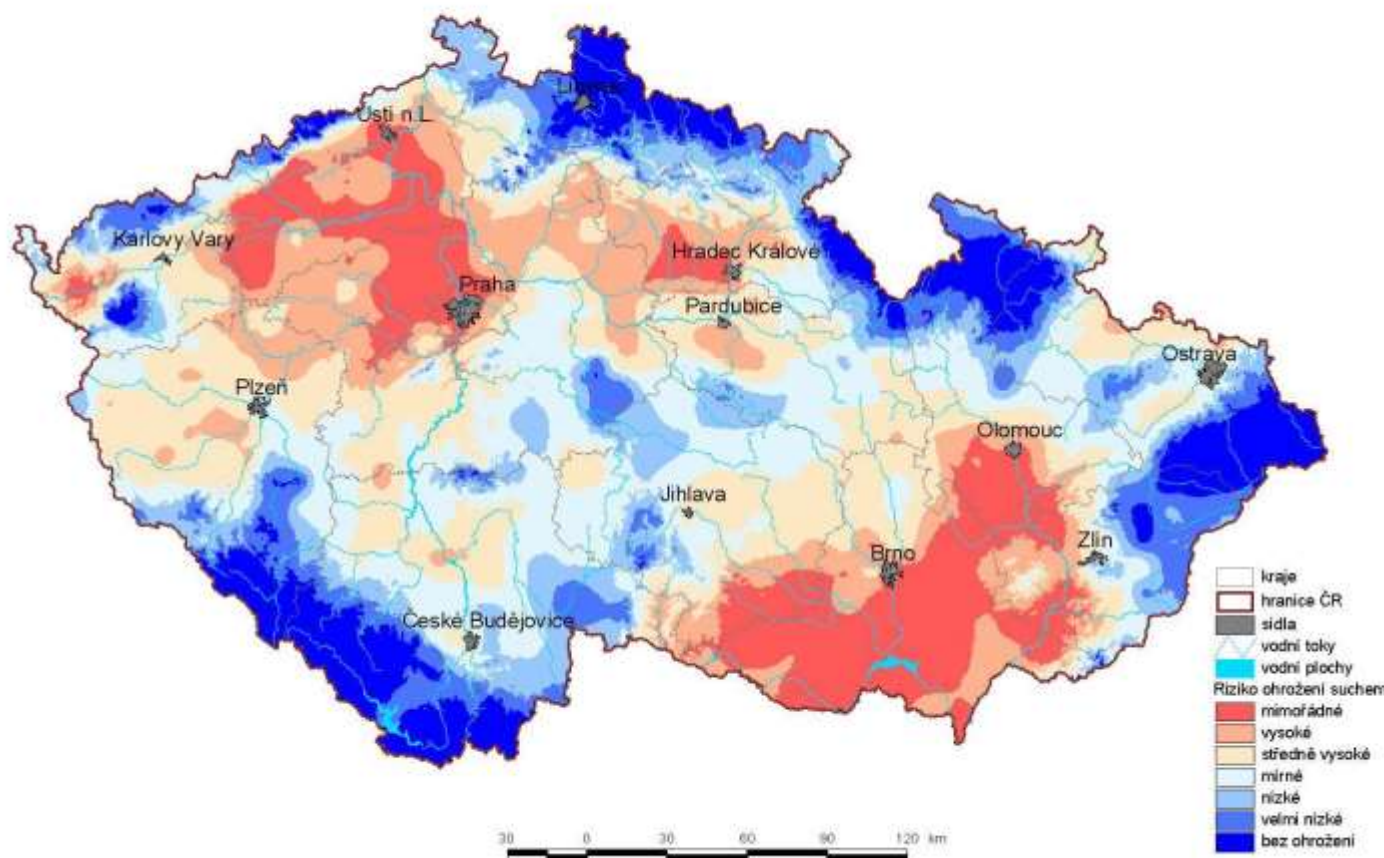 Liberec
Ústí n.L.
Karlovy Vary
Hradec Králové
Praha
Pardubice
Ostrava
Plzeň
Olomouc
Jihlava
Brno
Zlín
České Budějovice
kraje
hranice ČR
sídla
vodní toky
vodní plochy
Riziko ohrožení suchem
mimořádné
vysoké
středně vysoké
mírné
nízké
velmi nízké
bez ohrožení
30 0 30 60 90 120 km